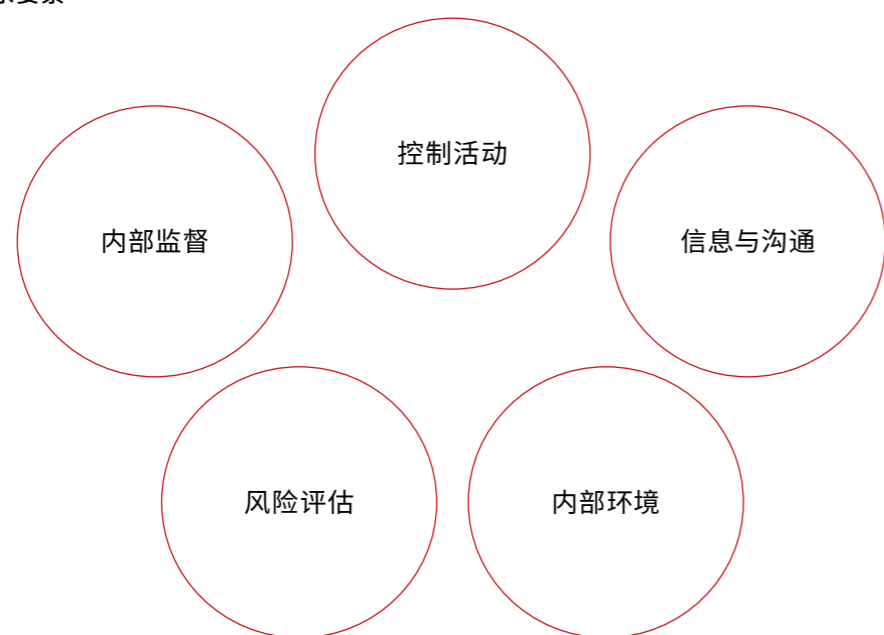 控制活动
内部监督
信息与沟通
风险评估
内部环境